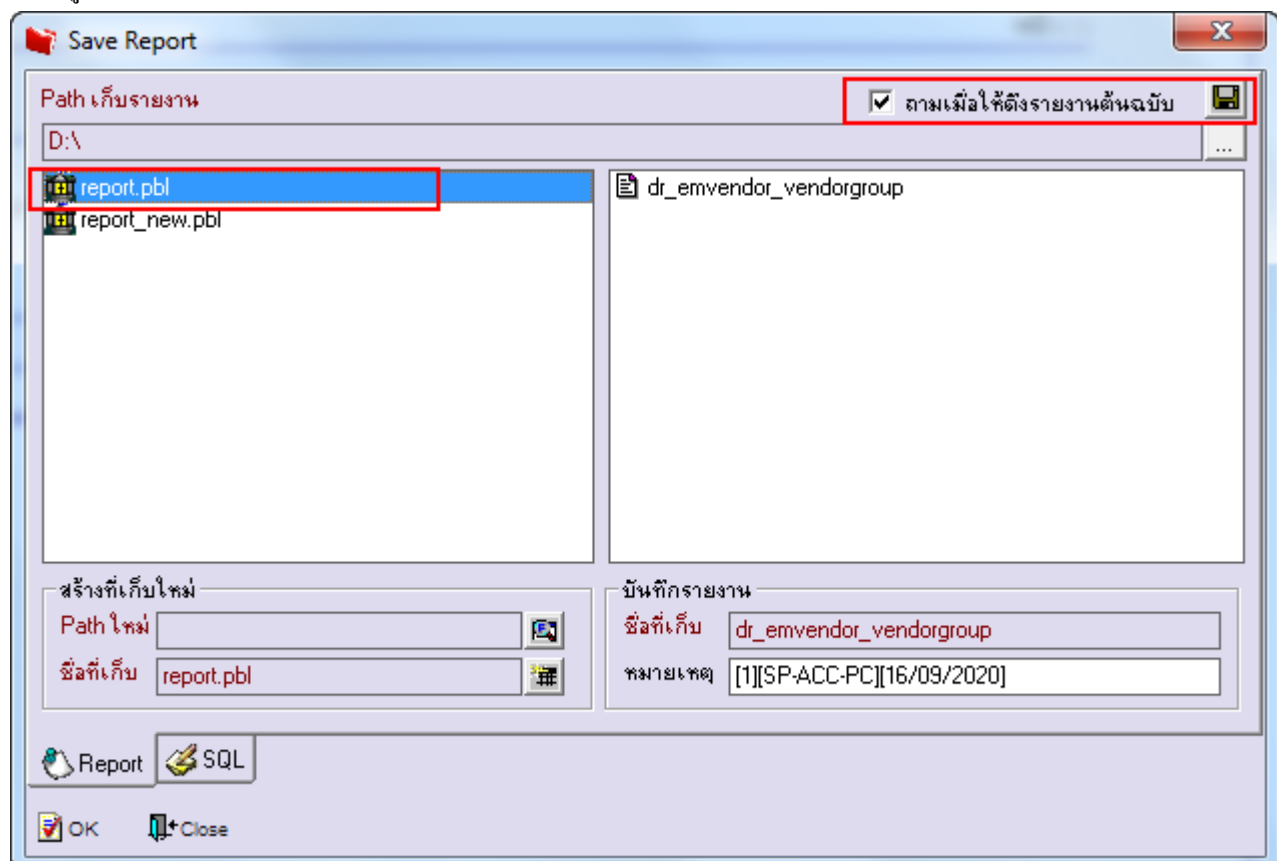 Save Report
Path เก็บรายงาน
ถามเมื่อให้ดึงรายงานต้นฉบับ
D:\
...
report.pbl
report_new.pbl
dr_emvendor_vendorgroup
สร้างที่เก็บใหม่
Path ใหม่
ชื่อที่เก็บ report.pbl
บันทึกรายงาน
ชื่อที่เก็บ dr_emvendor_vendorgroup
หมายเหตุ [1][SP-ACC-PC][16/09/2020]
Report SQL
OK Close